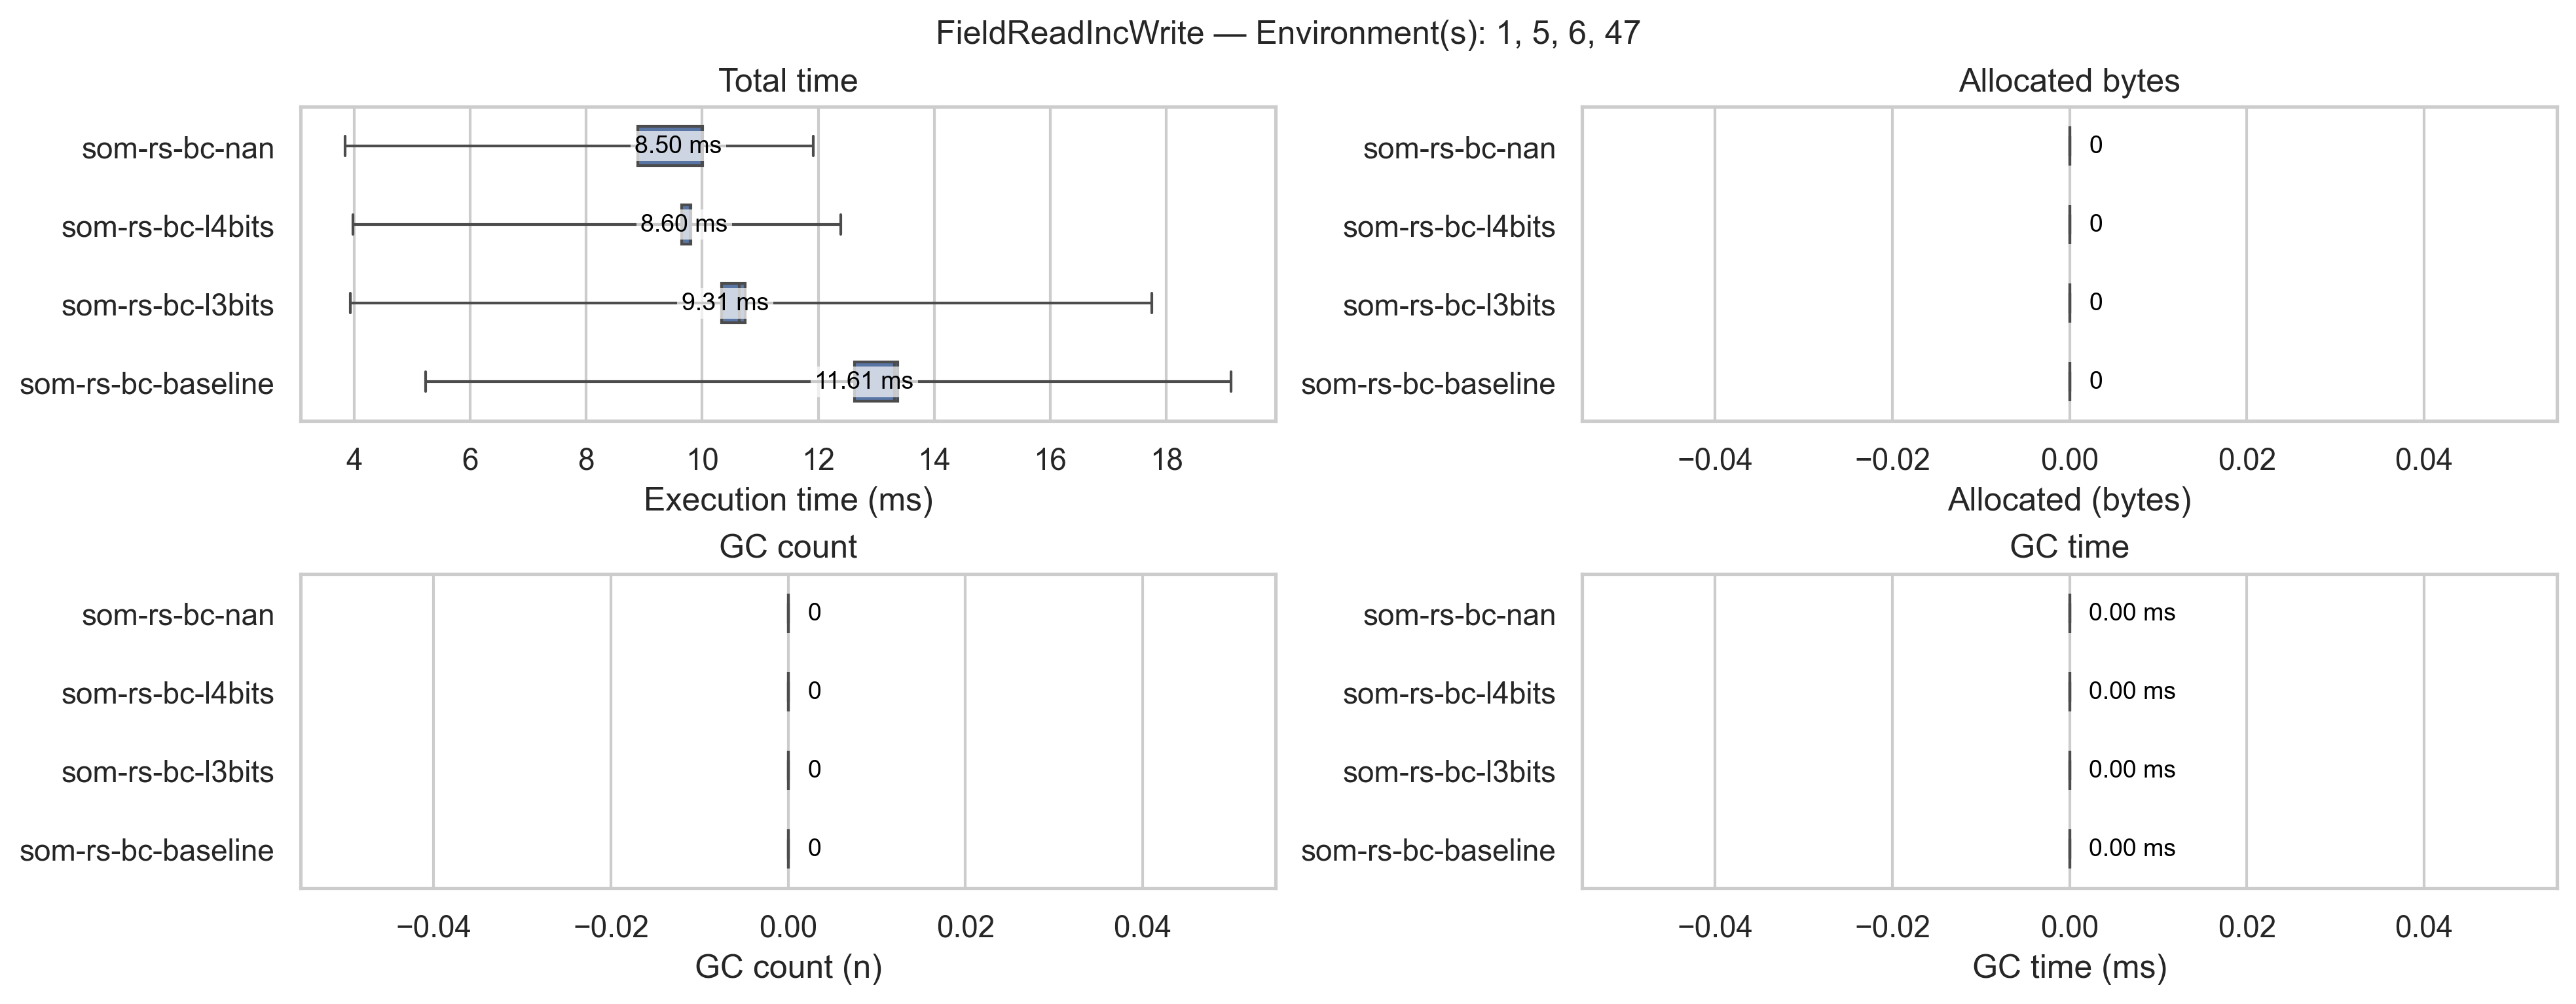 FieldReadIncWrite — Environment(s): 1, 5, 6, 47
Total time
som-rs-bc-nan
8.50 ms
som-rs-bc-l4bits
8.60 ms
som-rs-bc-l3bits
9.31 ms
som-rs-bc-baseline
11.61 ms
4 6 8 10 12 14 16 18
Execution time (ms)
Allocated bytes
som-rs-bc-nan
0
som-rs-bc-l4bits
0
som-rs-bc-l3bits
0
som-rs-bc-baseline
0
−0.04 −0.02 0.00 0.02 0.04
Allocated (bytes)
GC count
som-rs-bc-nan
0
som-rs-bc-l4bits
0
som-rs-bc-l3bits
0
som-rs-bc-baseline
0
−0.04 −0.02 0.00 0.02 0.04
GC count (n)
GC time
som-rs-bc-nan
0.00 ms
som-rs-bc-l4bits
0.00 ms
som-rs-bc-l3bits
0.00 ms
som-rs-bc-baseline
0.00 ms
−0.04 −0.02 0.00 0.02 0.04
GC time (ms)